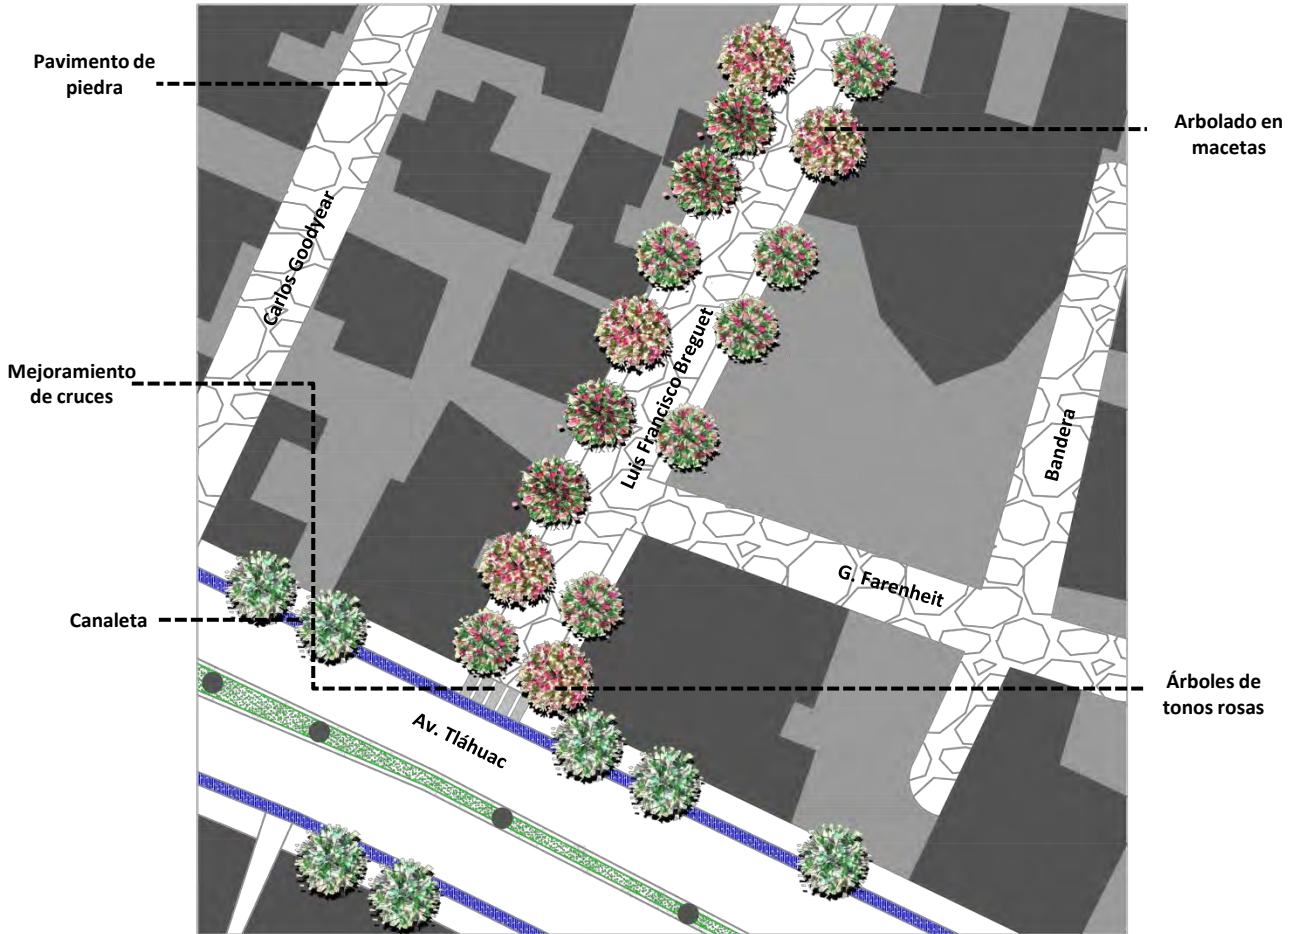 Pavimento de
piedra
Arbolado en
macetas
Carlos Goodyear
Mejoramiento
de cruces
Luis Francisco Breguet
Bandera
G. Farenheit
Canaleta
Av. Tláhuac
Árboles de
tonos rosas